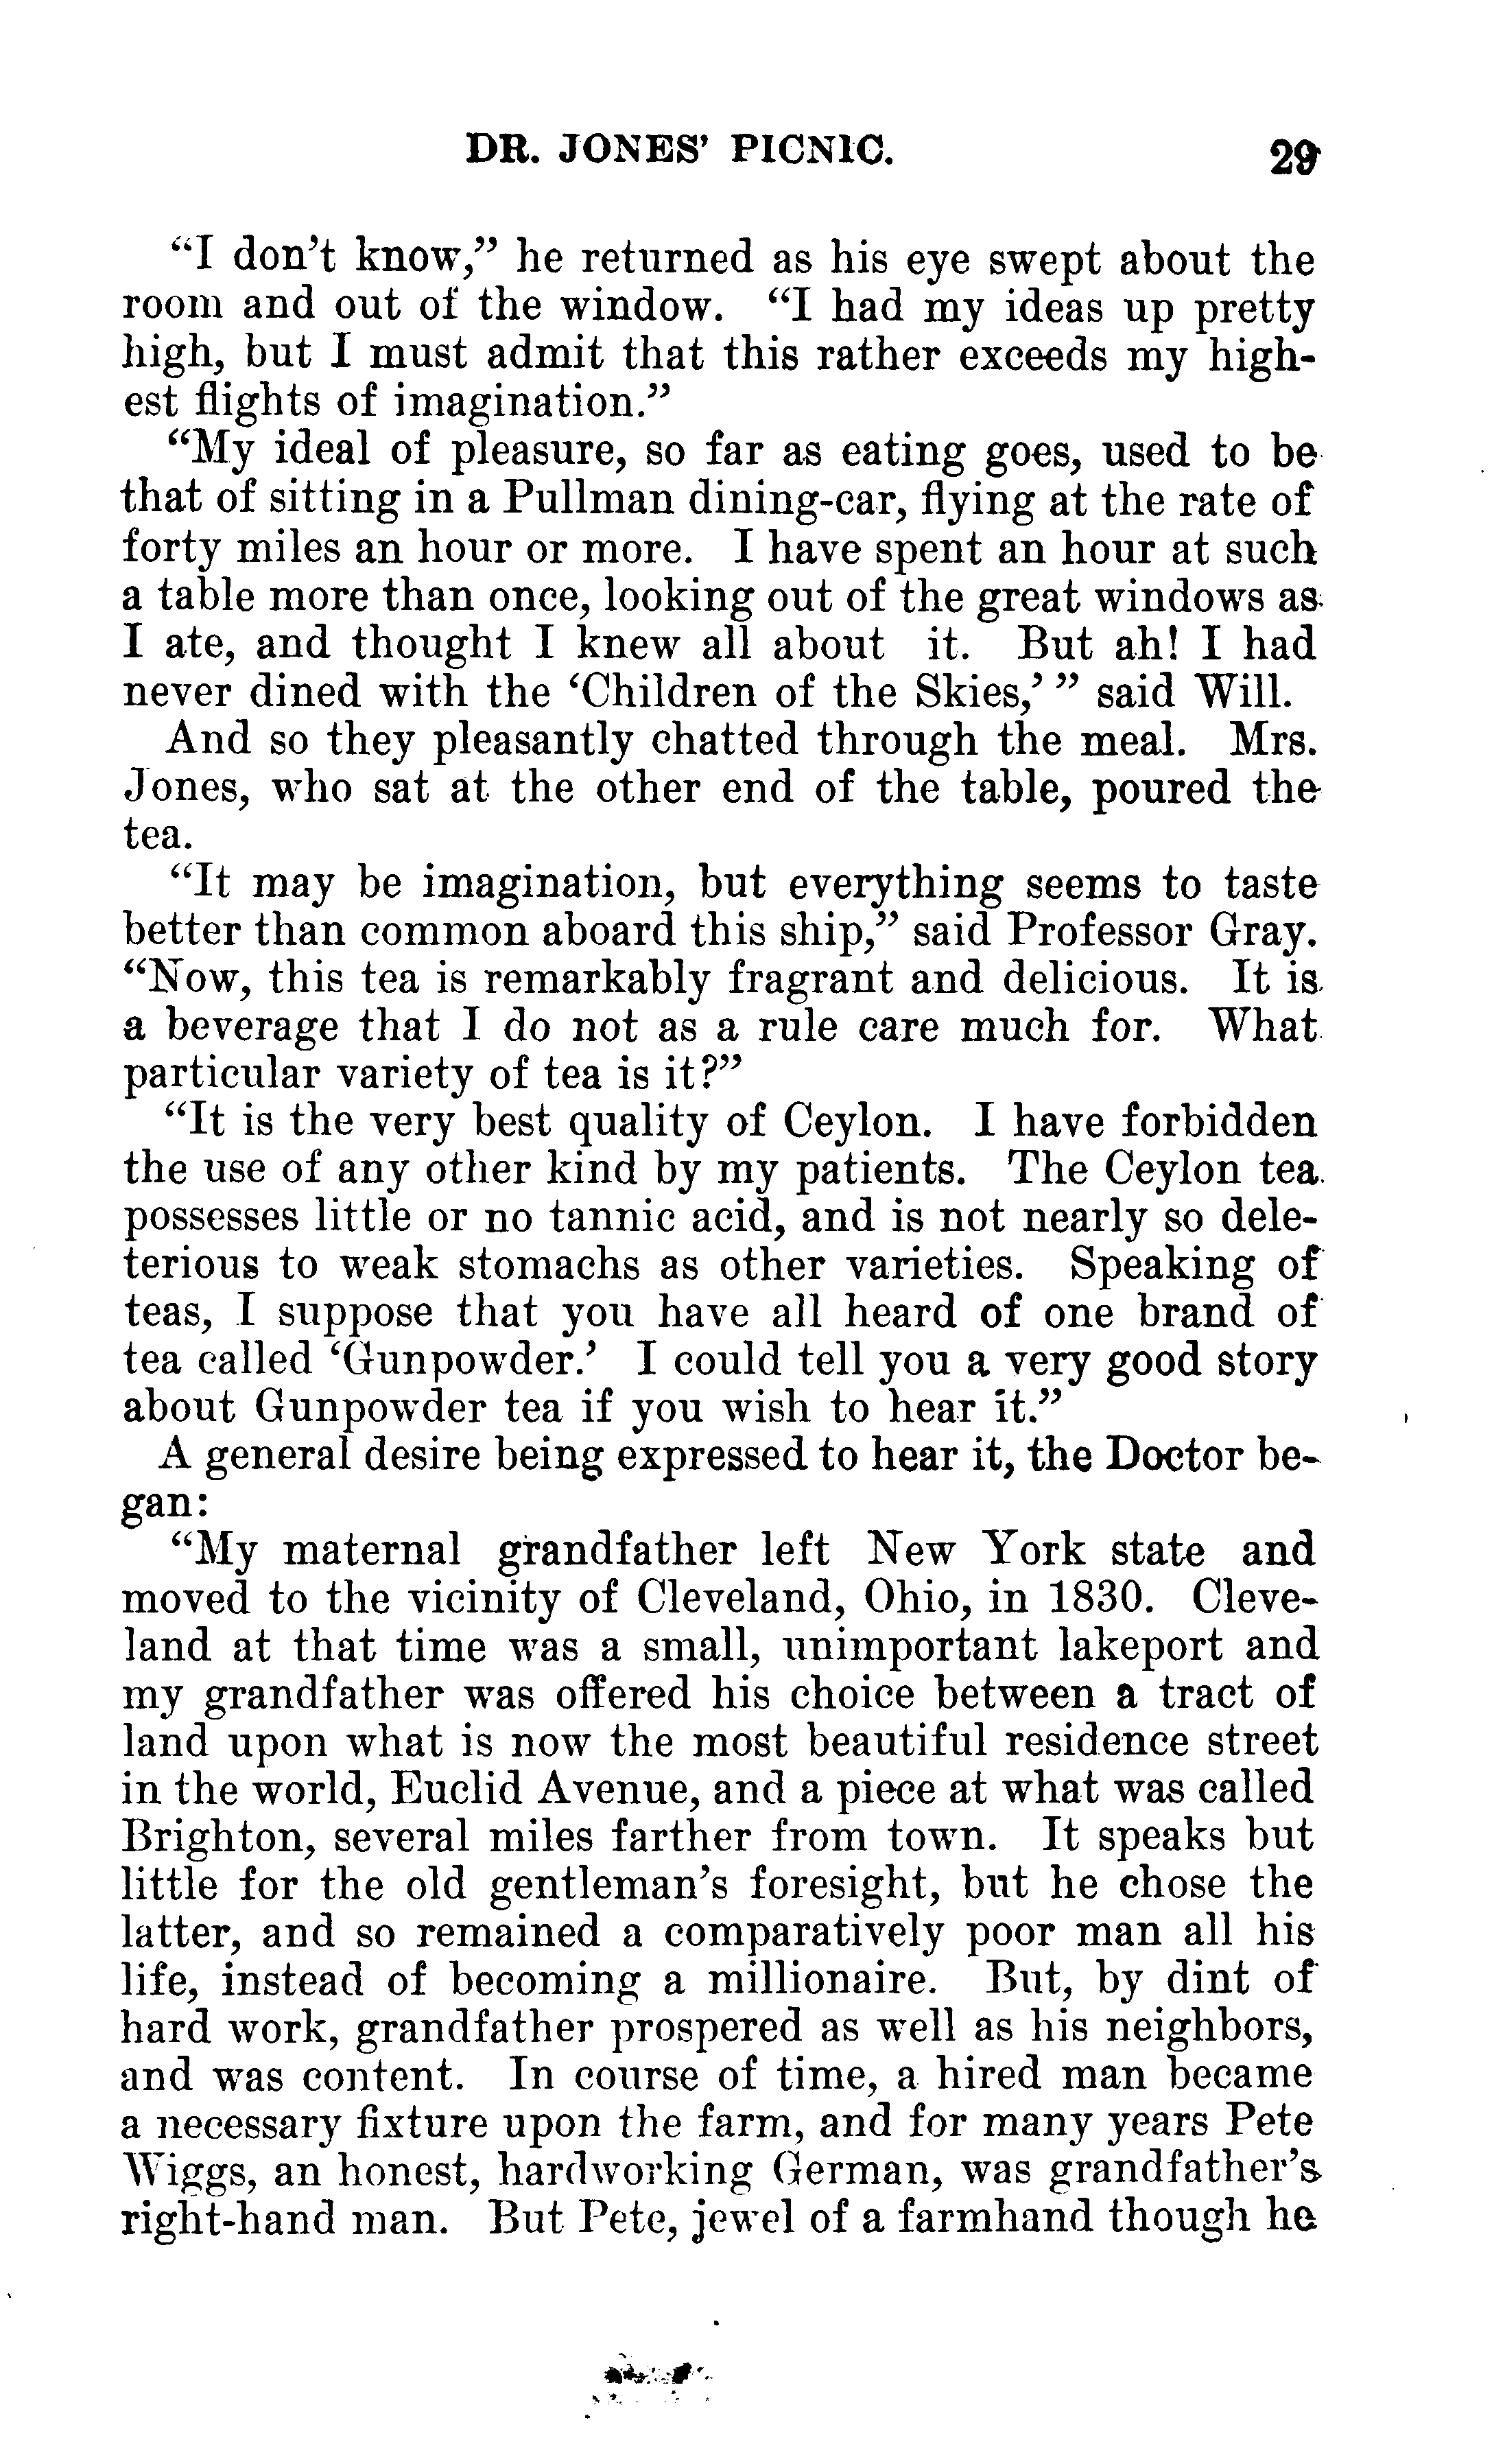 DR. JONES' PICNIC. 29
"I don't know," he returned as his eye swept about the
room and out of the window. "I had my ideas up pretty
high, but I must admit that this rather exceeds my high-
est flights of imagination."
"My ideal of pleasure, so far as eating goes, used to be
that of sitting in a Pullman dining-car, flying at the rate of
forty miles an hour or more. I have spent an hour at such
a table more than once, looking out of the great windows as
I ate, and thought I knew all about it. But ah! I had
never dined with the 'Children of the Skies,'" said Will.
And so they pleasantly chatted through the meal. Mrs.
Jones, who sat at the other end of the table, poured the
tea.
"It may be imagination, but everything seems to taste
better than common aboard this ship," said Professor Gray.
"Now, this tea is remarkably fragrant and delicious. It is
a beverage that I do not as a rule care much for. What
particular variety of tea is it?"
"It is the very best quality of Ceylon. I have forbidden
the use of any other kind by my patients. The Ceylon tea
possesses little or no tannic acid, and is not nearly so dele-
terious to weak stomachs as other varieties. Speaking of
teas, I suppose that you have all heard of one brand of
tea called 'Gunpowder.' I could tell you a very good story
about Gunpowder tea if you wish to hear it."
A general desire being expressed to hear it, the Doctor be-
gan:
"My maternal grandfather left New York state and
moved to the vicinity of Cleveland, Ohio, in 1830. Cleve-
land at that time was a small, unimportant lakeport and
my grandfather was offered his choice between a tract of
land upon what is now the most beautiful residence street
in the world, Euclid Avenue, and a piece at what was called
Brighton, several miles farther from town. It speaks but
little for the old gentleman's foresight, but he chose the
latter, and so remained a comparatively poor man all his
life, instead of becoming a millionaire. But, by dint of
hard work, grandfather prospered as well as his neighbors,
and was content. In course of time, a hired man became
a necessary fixture upon the farm, and for many years Pete
Wiggs, an honest, hardworking German, was grandfather's
right-hand man. But Pete, jewel of a farmhand though he